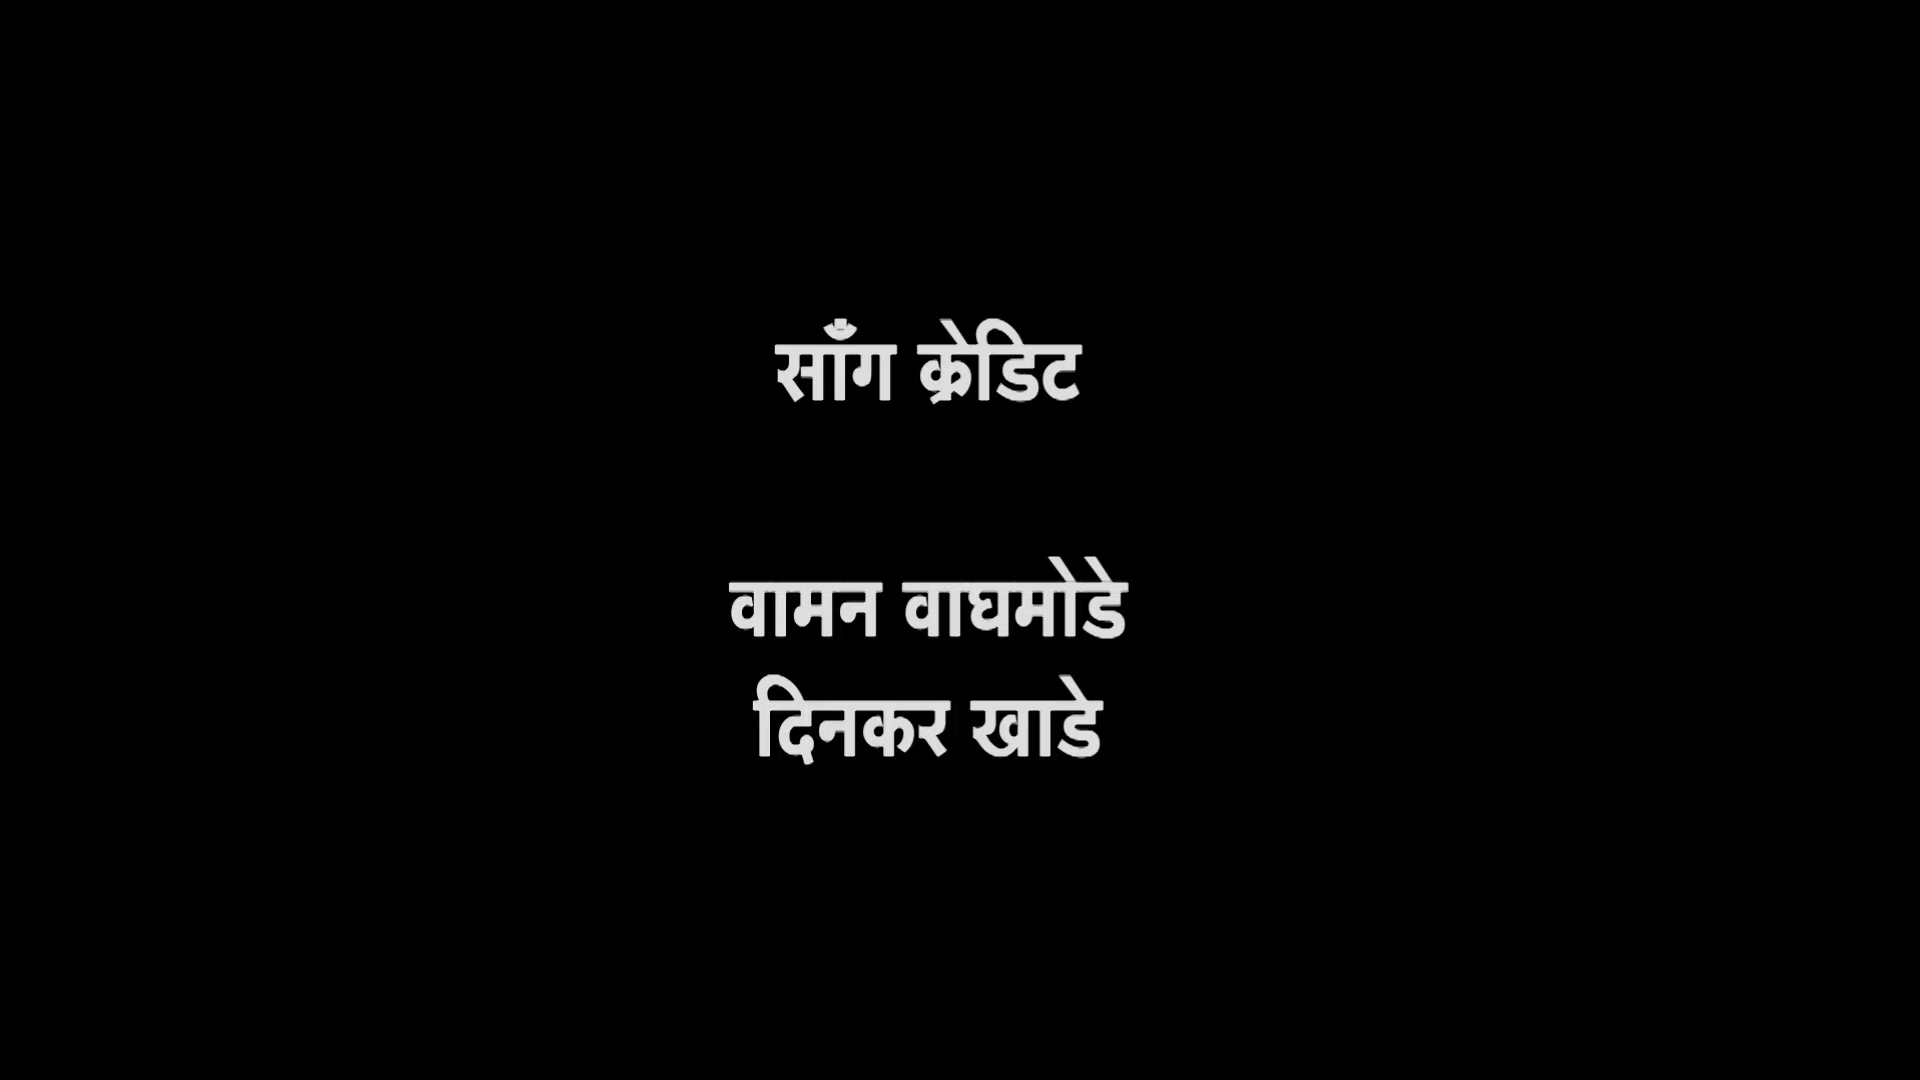 साँग क्रेडिट
वामन वाघमोडे
दिनकर खाडे